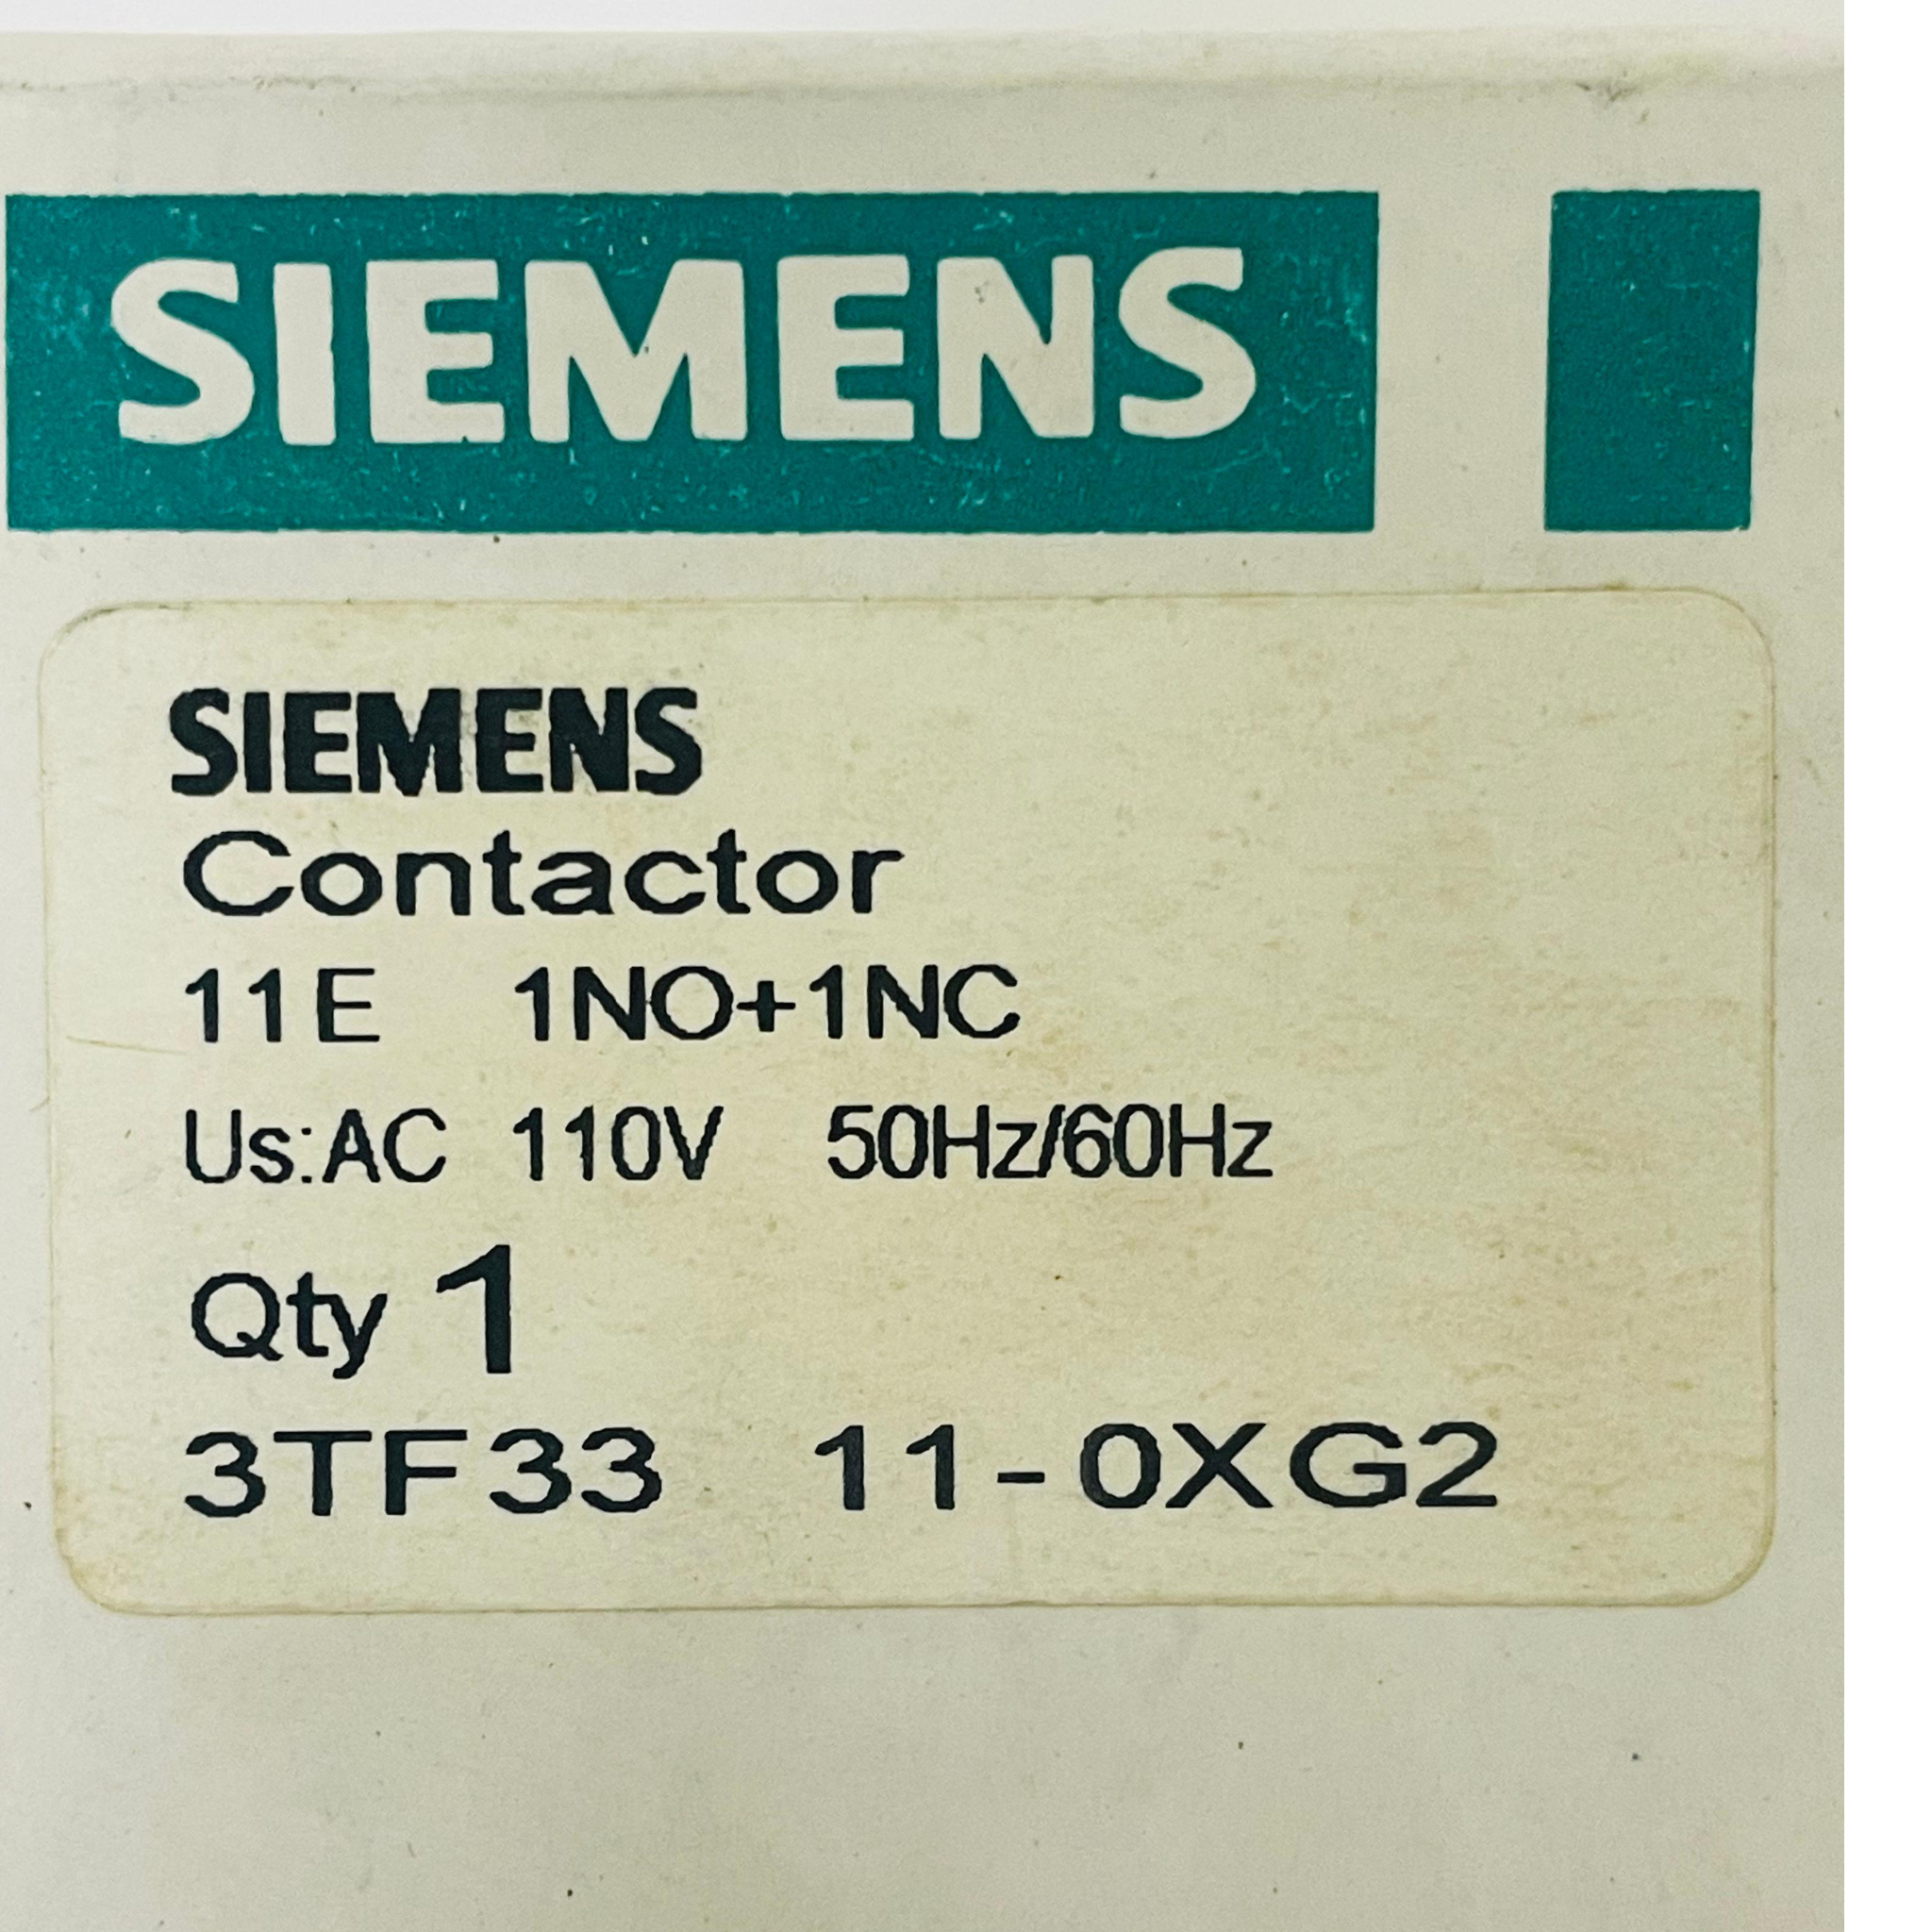 SIEMENS
SIEMENS
Contactor
11E 1NO+1NC
Us:AC 110V 50Hz/60Hz
Qty 1
3TF33 11-0XG2